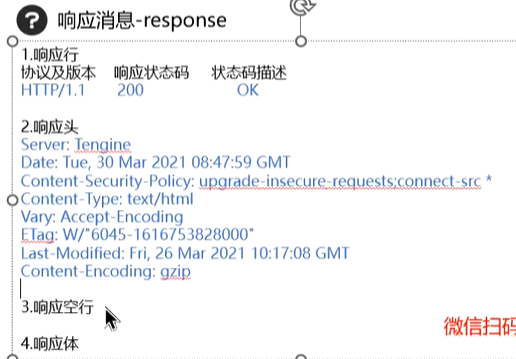 ?
响应消息-response
1.响应行
协议及版本 响应状态码 状态码描述
HTTP/1.1 200 OK
2.响应头
Server: Tengine
Date: Tue, 30 Mar 2021 08:47:59 GMT
Content-Security-Policy: upgrade-insecure-requests;connect-src *
Content-Type: text/html
Vary: Accept-Encoding
ETag: W/"6045-1616753828000"
Last-Modified: Fri, 26 Mar 2021 10:17:08 GMT
Content-Encoding: gzip
3.响应空行
微信扫码
4.响应体